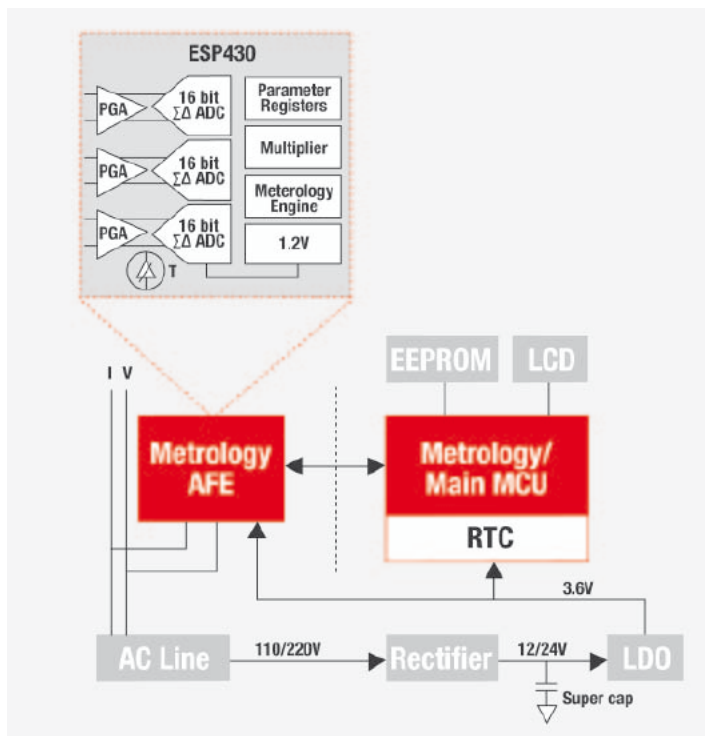 ESP430
PGA
16 bit
ΣΔ ADC
Parameter
Registers
PGA
16 bit
ΣΔ ADC
Multiplier
PGA
16 bit
ΣΔ ADC
Meterology
Engine
1.2V
T
I V
EEPROM
LCD
Metrology
AFE
Metrology/
Main MCU
RTC
3.6V
AC Line
110/220V
Rectifier
12/24V
LDO
Super cap